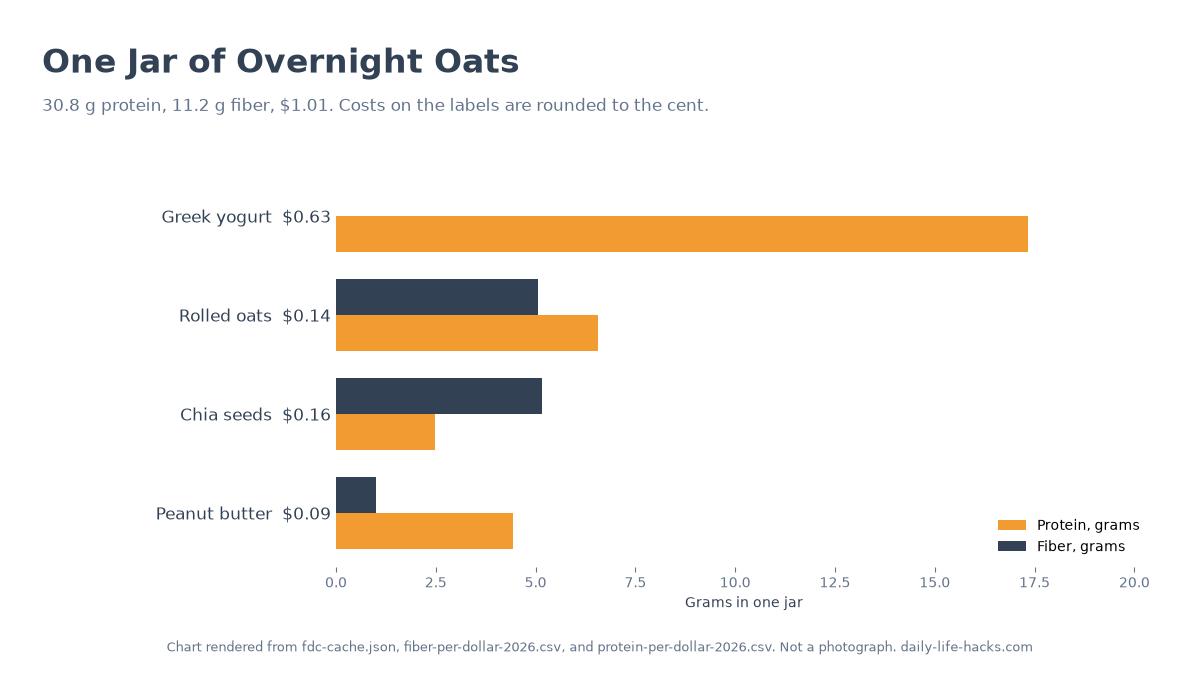 One Jar of Overnight Oats
30.8 g protein, 11.2 g fiber, $1.01. Costs on the labels are rounded to the cent.
Greek yogurt $0.63
Rolled oats $0.14
Chia seeds $0.16
Peanut butter $0.09
Protein, grams
Fiber, grams
0.0 2.5 5.0 7.5 10.0 12.5 15.0 17.5 20.0
Grams in one jar
Chart rendered from fdc-cache.json, fiber-per-dollar-2026.csv, and protein-per-dollar-2026.csv. Not a photograph. daily-life-hacks.com